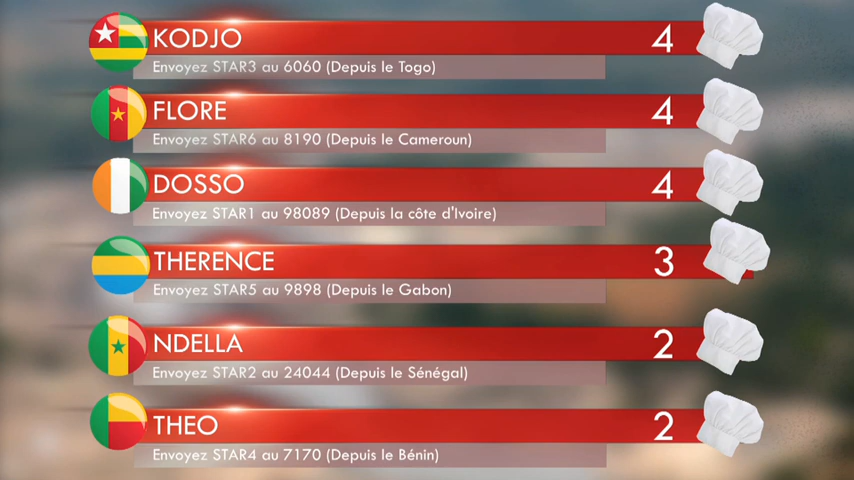 KODJO 4
Envoyez STAR3 au 6060 (Depuis le Togo)
FLORE 4
Envoyez STAR6 au 8190 (Depuis le Cameroun)
DOSSO 4
Envoyez STAR1 au 98089 (Depuis la côte d'Ivoire)
THERENCE 3
Envoyez STAR5 au 9898 (Depuis le Gabon)
NDELLA 2
Envoyez STAR2 au 24044 (Depuis le Sénégal)
THEO 2
Envoyez STAR4 au 7170 (Depuis le Bénin)